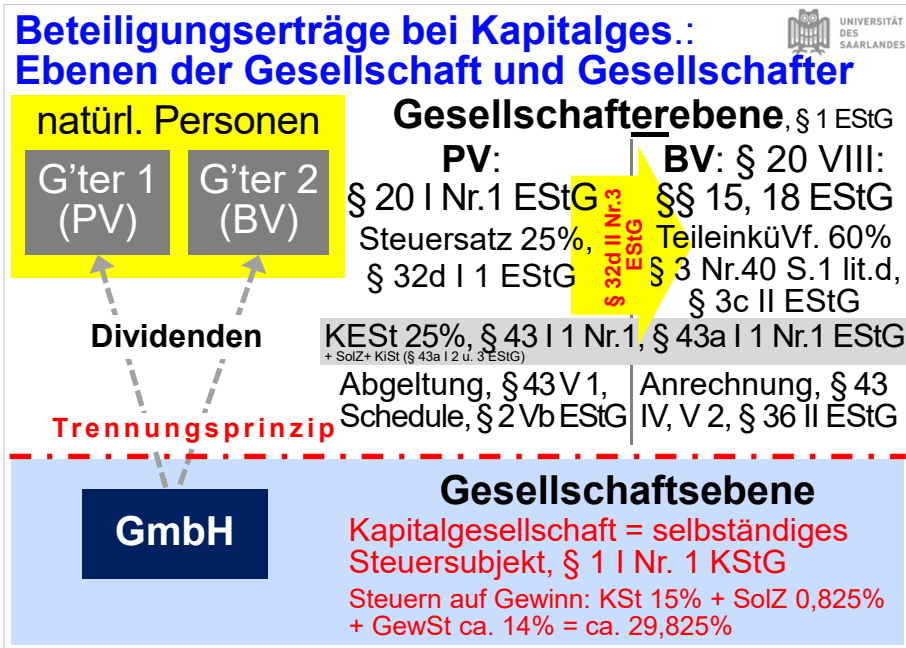 Beteiligungserträge bei Kapitalges.:
Ebenen der Gesellschaft und Gesellschafter
UNIVERSITÄT
DES
SAARLANDES
natürl. Personen
G'ter 1
(PV)
G'ter 2
(BV)
Dividenden
Trennungsprinzip
GmbH
Gesellschafterebene, § 1 EStG
PV:
§ 20 I Nr.1 EStG
Steuersatz 25%,
§ 32d I 1 EStG
§ 32d II Nr.3
EStG
BV: § 20 VIII:
§§ 15, 18 EStG
TeileinküVf. 60%
§ 3 Nr.40 S.1 lit.d,
§ 3c II EStG
KESt 25%, § 43 I 1 Nr.1, § 43a I 1 Nr.1 EStG
+ SolZ+ KiSt (§ 43a I 2 u. 3 EStG)
Abgeltung, § 43 V 1,
Schedule, § 2 Vb EStG
Anrechnung, § 43
IV, V 2, § 36 II EStG
Gesellschaftsebene
Kapitalgesellschaft = selbständiges
Steuersubjekt, § 1 I Nr. 1 KStG
Steuern auf Gewinn: KSt 15% + SolZ 0,825%
+ GewSt ca. 14% = ca. 29,825%